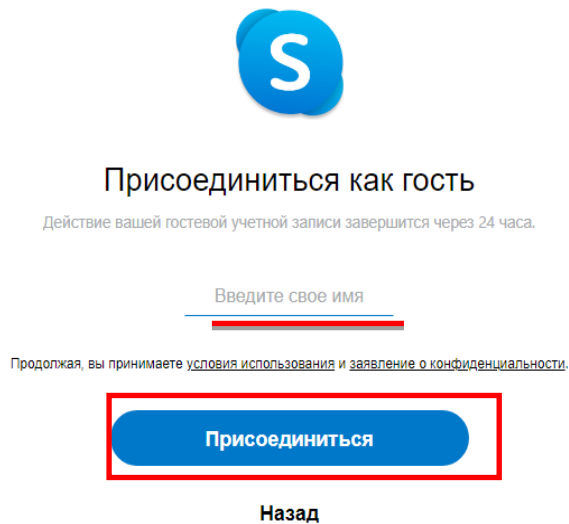 S
Присоединиться как гость
Действие вашей гостевой учетной записи завершится через 24 часа.
Введите свое имя
Продолжая, вы принимаете условия использования и заявление о конфиденциальности.
Присоединиться
Назад